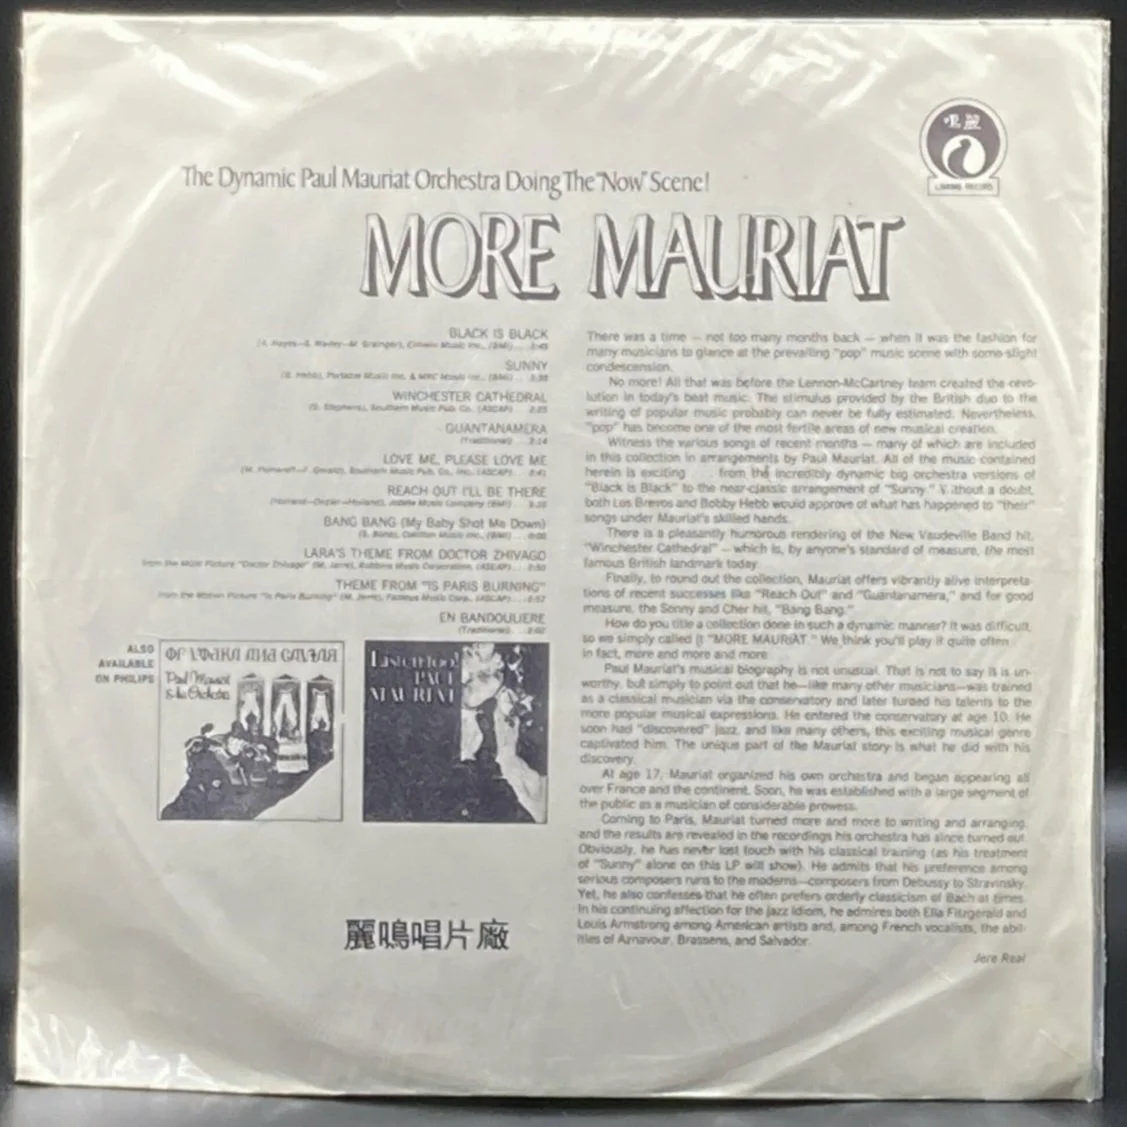 鳴麗
The Dynamic Paul Mauriat Orchestra Doing The "Now" Scene!
MORE MAURIAT
BLACK IS BLACK
SUNNY
WINCHESTER CATHEDRAL
GUANTANAMERA
(Traditional)
LOVE ME, PLEASE LOVE ME
REACH OUT I'LL BE THERE
BANG BANG (My Baby Shot Me Down)
LARA'S THEME FROM DOCTOR ZHIVAGO
THEME FROM "IS PARIS BURNING"
EN BANDOULIERE
(Traditional)
ALSO
AVAILABLE
ON PHILIPS
Paul Mauriat
& his Orchestra
Listen too!
PAUL
MAURIAT
麗鳴唱片廠
There was a time — not too many months back — when it was the fashion for
many musicians to glance at the prevailing "pop" music scene with some slight
condescension.
No more! All that was before the Lennon-McCartney team created the revo-
lution in today's beat music. The stimulus provided by the British duo to the
writing of popular music probably can never be fully estimated. Nevertheless,
"pop" has become one of the most fertile areas of new musical creation.
Witness the various songs of recent months — many of which are included
in this collection in arrangements by Paul Mauriat. All of the music contained
herein is exciting from the incredibly dynamic big orchestra versions of
"Black is Black" to the near-classic arrangement of "Sunny." Without a doubt,
both Los Bravos and Bobby Hebb would approve of what has happened to "their"
songs under Mauriat's skilled hands.
There is a pleasantly humorous rendering of the New Vaudeville Band hit,
"Winchester Cathedral" — which is, by anyone's standard of measure, the most
famous British landmark today.
Finally, to round out the collection, Mauriat offers vibrantly alive interpreta-
tions of recent successes like "Reach Out" and "Guantanamera," and for good
measure, the Sonny and Cher hit, "Bang Bang."
How do you title a collection done in such a dynamic manner? It was difficult,
so we simply called it "MORE MAURIAT." We think you'll play it quite often
in fact, more and more and more.
Paul Mauriat's musical biography is not unusual. That is not to say it is un-
worthy, but simply to point out that he—like many other musicians—was trained
as a classical musician via the conservatory and later turned his talents to the
more popular musical expressions. He entered the conservatory at age 10. He
soon had "discovered" jazz, and like many others, this exciting musical genre
captivated him. The unique part of the Mauriat story is what he did with his
discovery.
At age 17, Mauriat organized his own orchestra and began appearing all
over France and the continent. Soon, he was established with a large segment of
the public as a musician of considerable prowess.
Coming to Paris, Mauriat turned more and more to writing and arranging,
and the results are revealed in the recordings his orchestra has since turned out.
Obviously, he has never lost touch with his classical training (as his treatment
of "Sunny" alone on this LP will show). He admits that his preference among
serious composers runs to the moderns—composers from Debussy to Stravinsky.
Yet, he also confesses that he often prefers orderly classicism of Bach at times.
In his continuing affection for the jazz idiom, he admires both Ella Fitzgerald and
Louis Armstrong among American artists and, among French vocalists, the abil-
ities of Aznavour, Brassens, and Salvador.
Jere Real